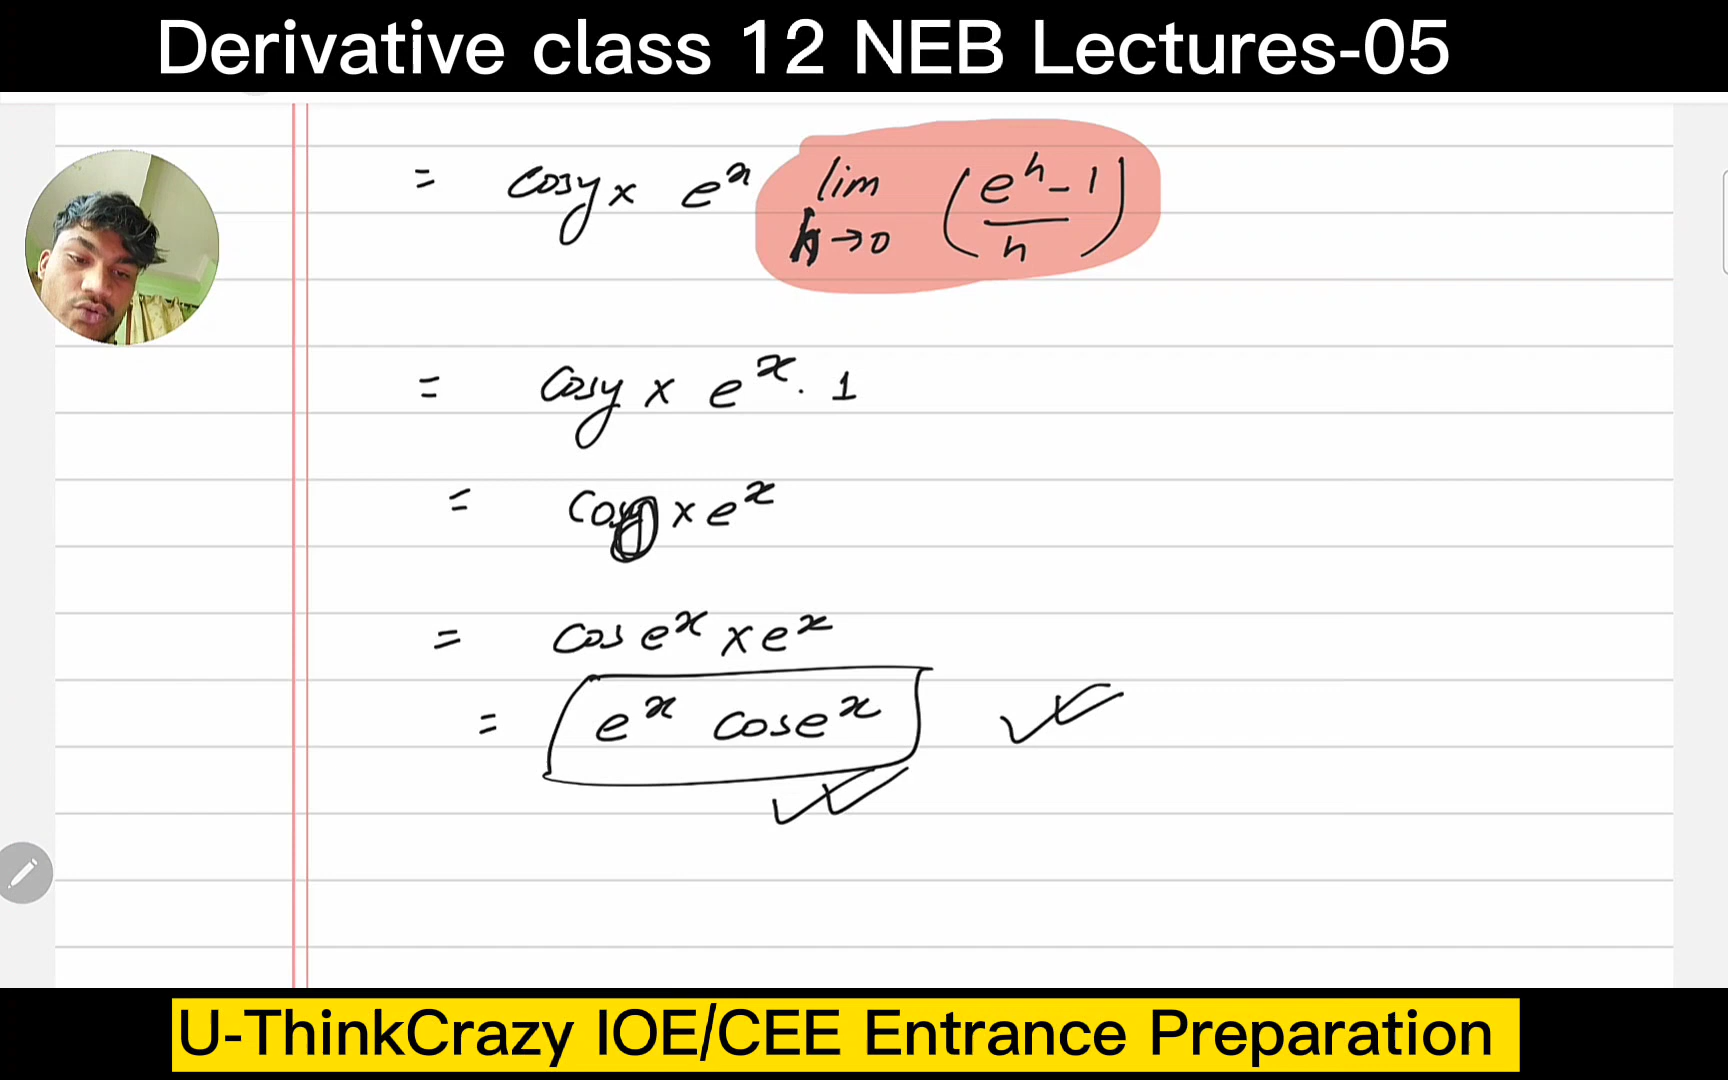 Derivative class 12 NEB Lectures-05
= cosy × e^x lim h→0 (e^h - 1 / h)
= cosy × e^x . 1
= cosy × e^x
= cos e^x × e^x
= e^x cos e^x
U-ThinkCrazy IOE/CEE Entrance Preparation